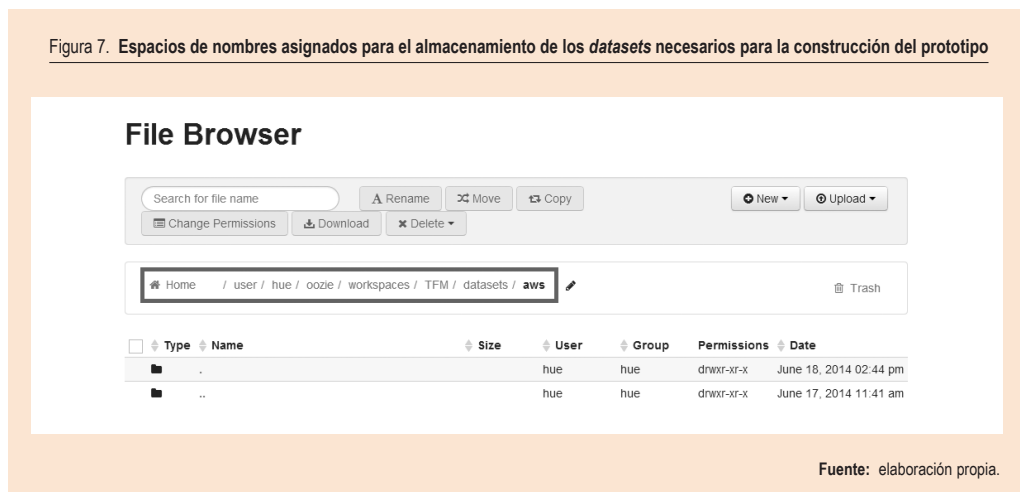 Figura 7. Espacios de nombres asignados para el almacenamiento de los datasets necesarios para la construcción del prototipo
File Browser
Search for file name
Rename
Move
Copy
New
Upload
Change Permissions
Download
Delete
Home / user / hue / oozie / workspaces / TFM / datasets / aws
Trash
Type Name Size User Group Permissions Date
. hue hue drwxr-xr-x June 18, 2014 02:44 pm
.. hue hue drwxr-xr-x June 17, 2014 11:41 am
Fuente: elaboración propia.